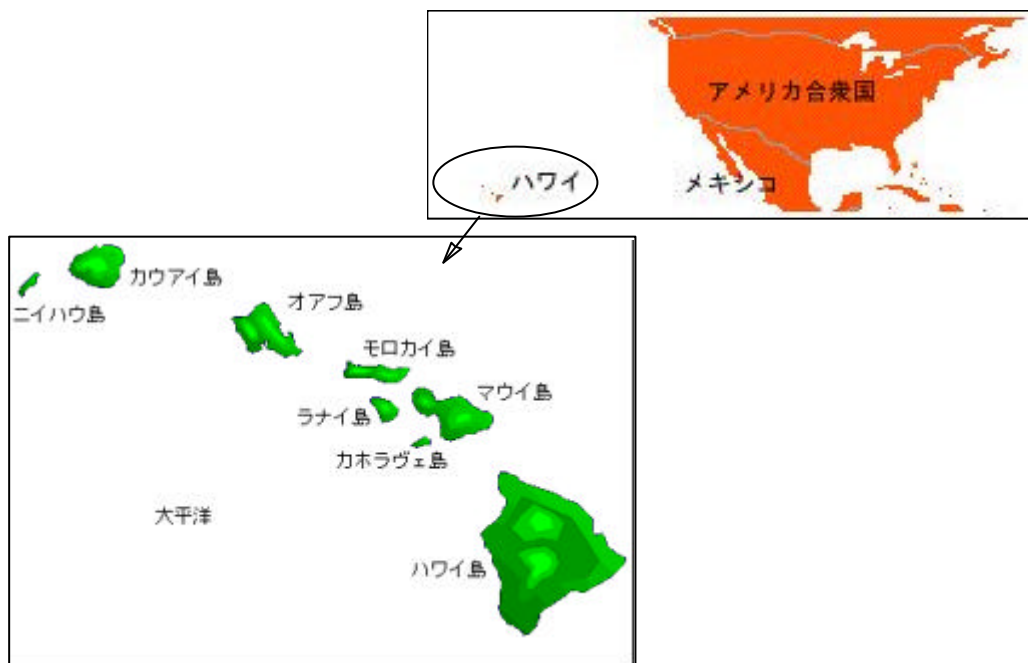 アメリカ合衆国
ハワイ
メキシコ
カウアイ島
ニイハウ島
オアフ島
モロカイ島
マウイ島
ラナイ島
カホラヴェ島
大平洋
ハワイ島